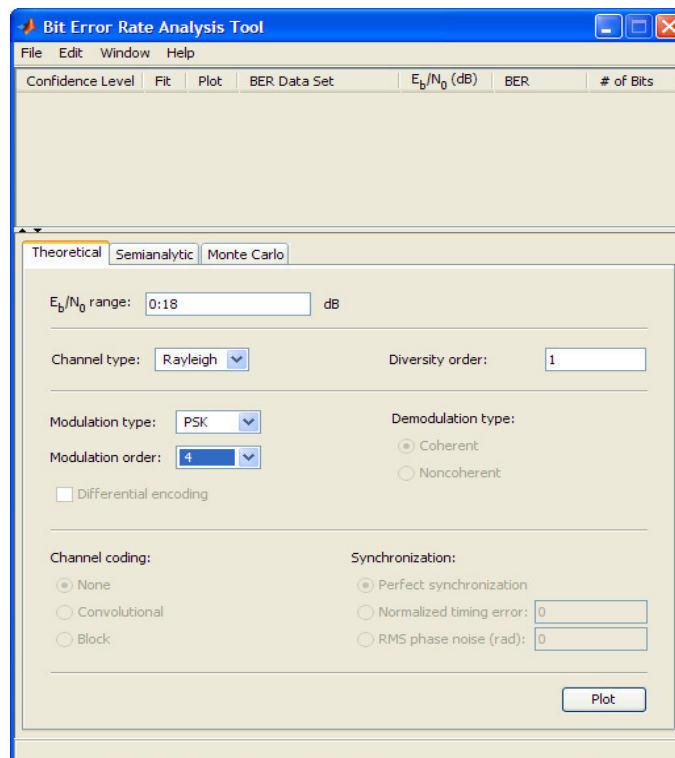 Bit Error Rate Analysis Tool
File Edit Window Help
Confidence Level Fit Plot BER Data Set Eb/N0 (dB) BER # of Bits
Theoretical Semianalytic Monte Carlo
Eb/N0 range: 0:18 dB
Channel type: Rayleigh Diversity order: 1
Modulation type: PSK Demodulation type:
Coherent
Modulation order: 4
Noncoherent
Differential encoding
Channel coding: Synchronization:
None Perfect synchronization
Convolutional Normalized timing error: 0
Block RMS phase noise (rad): 0
Plot